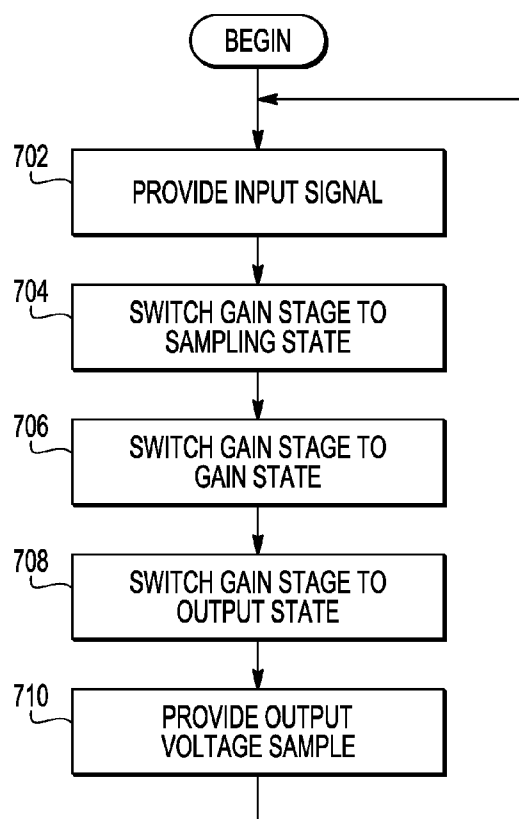 BEGIN
702
PROVIDE INPUT SIGNAL
704
SWITCH GAIN STAGE TO
SAMPLING STATE
706
SWITCH GAIN STAGE TO
GAIN STATE
708
SWITCH GAIN STAGE TO
OUTPUT STATE
710
PROVIDE OUTPUT
VOLTAGE SAMPLE